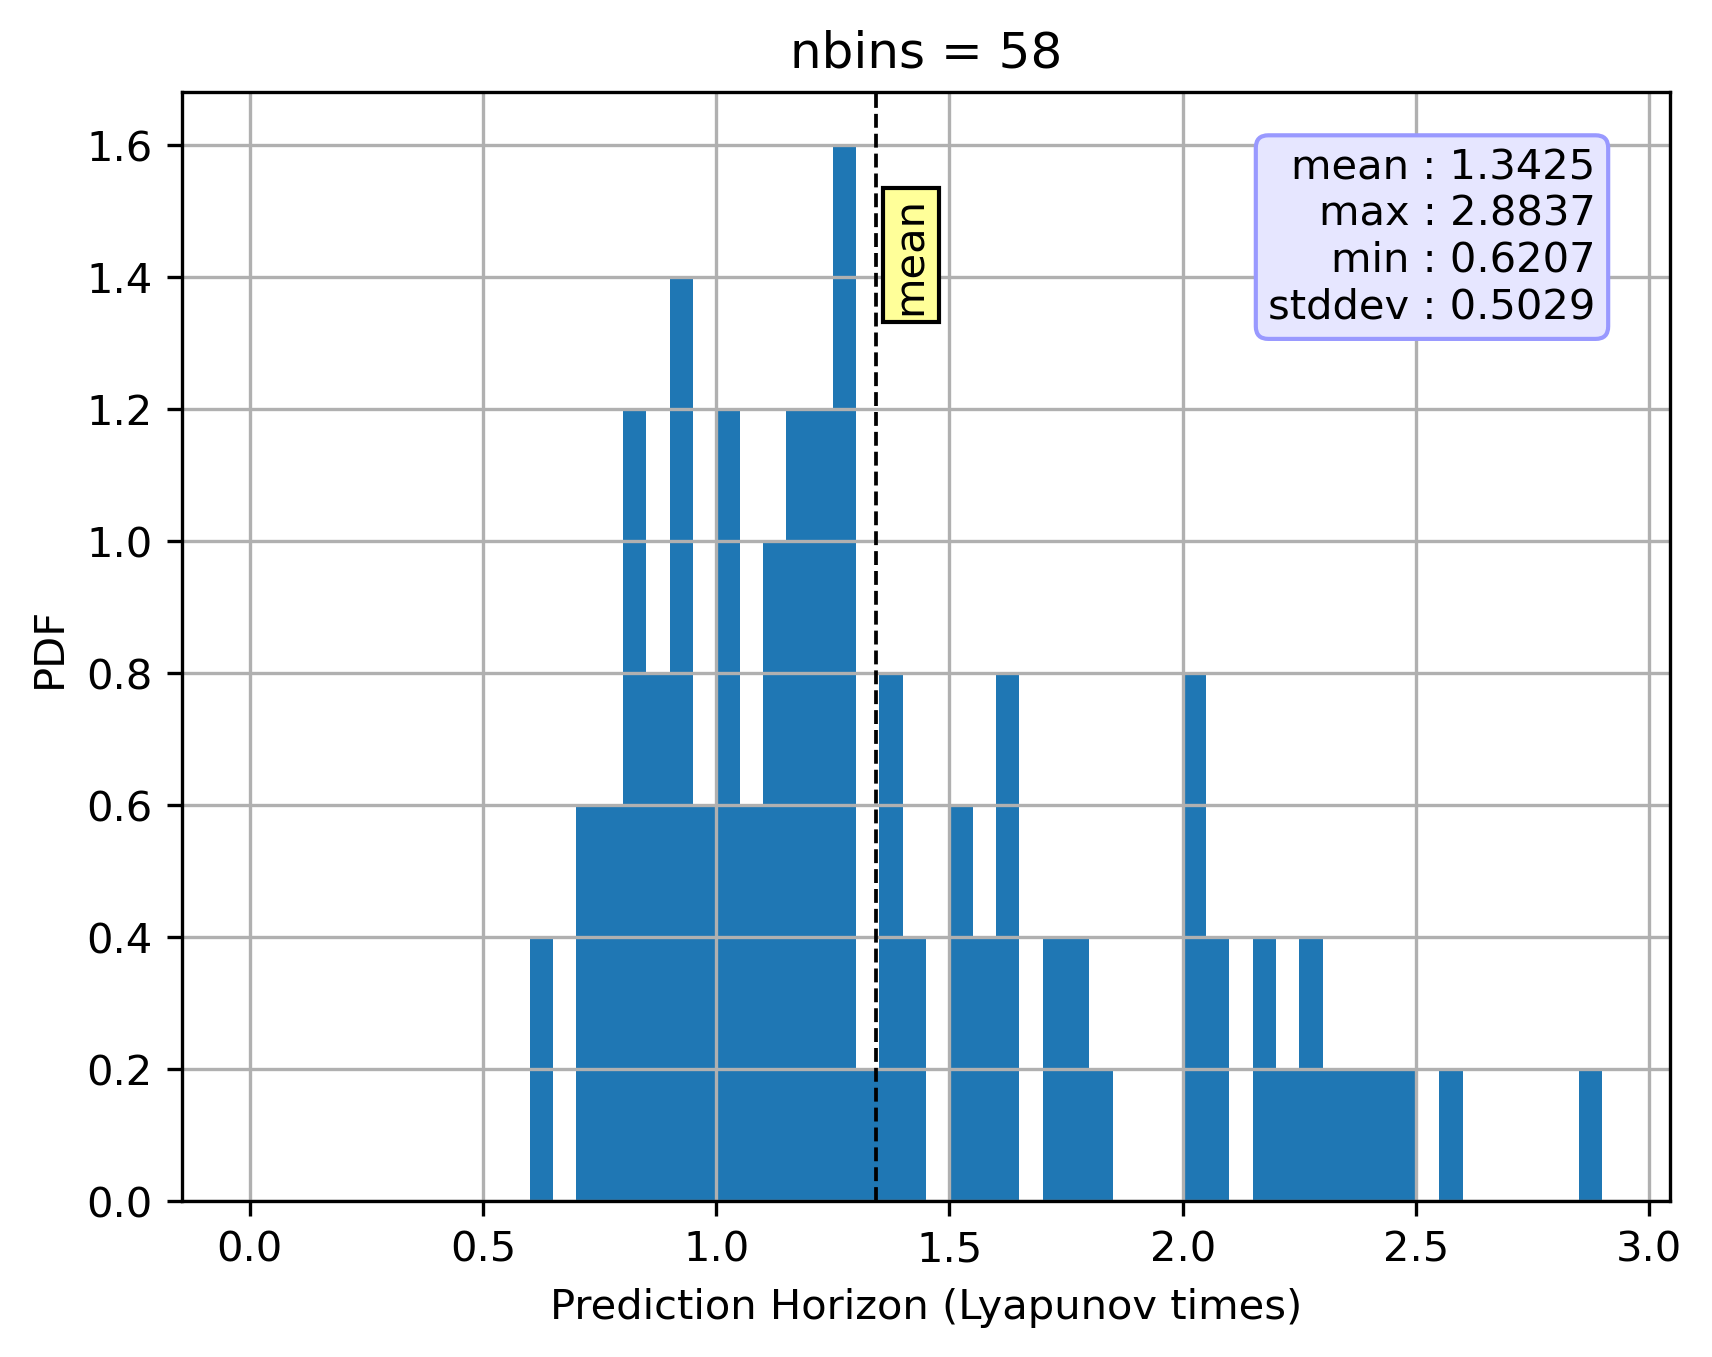 nbins = 58
1.6
1.4
1.2
1.0
0.8
0.6
0.4
0.2
0.0
PDF
mean
mean : 1.3425
max : 2.8837
min : 0.6207
stddev : 0.5029
0.0 0.5 1.0 1.5 2.0 2.5 3.0
Prediction Horizon (Lyapunov times)